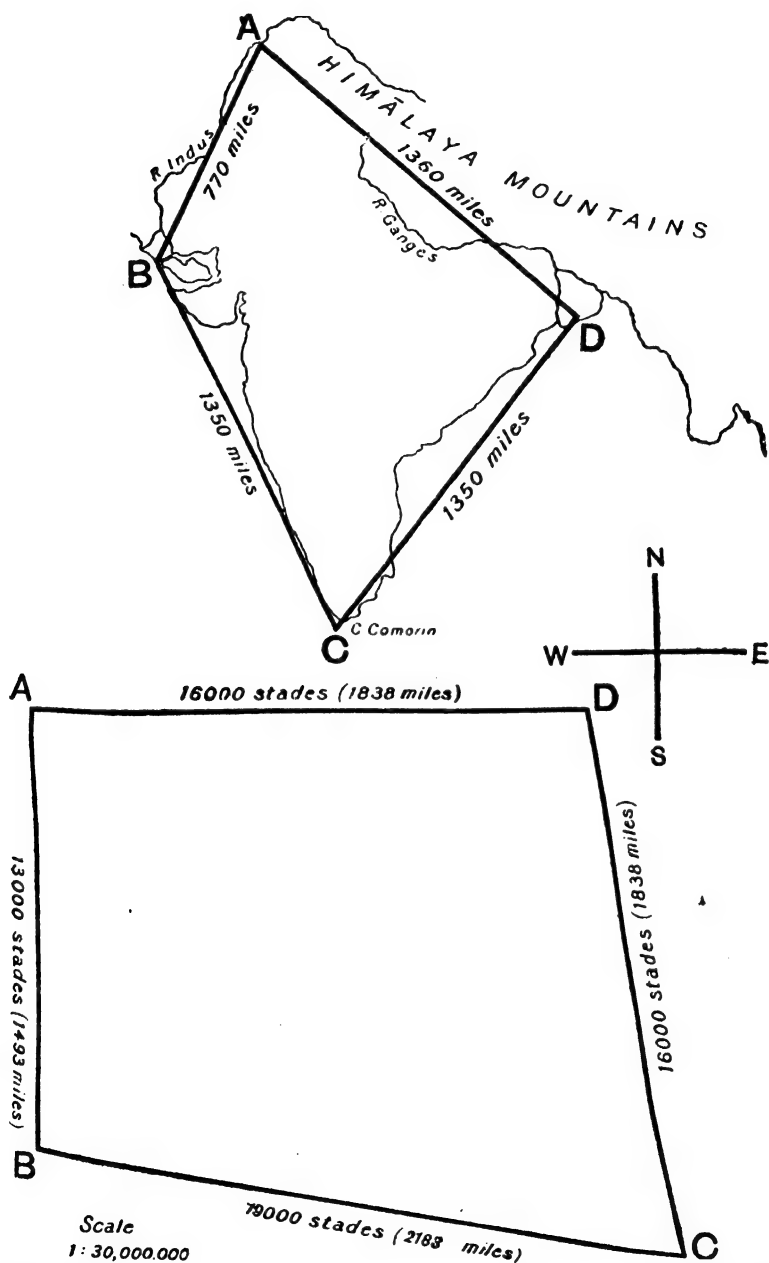 A
HIMĀLAYA MOUNTAINS
R Indus
770 miles
1360 miles
R Ganges
B
D
1350 miles
1350 miles
C Comorin
C
N
W E
S
A
16000 stades (1838 miles)
D
13000 stades (1493 miles)
16000 stades (1838 miles)
B
19000 stades (2183 miles)
C
Scale
1:30,000.000